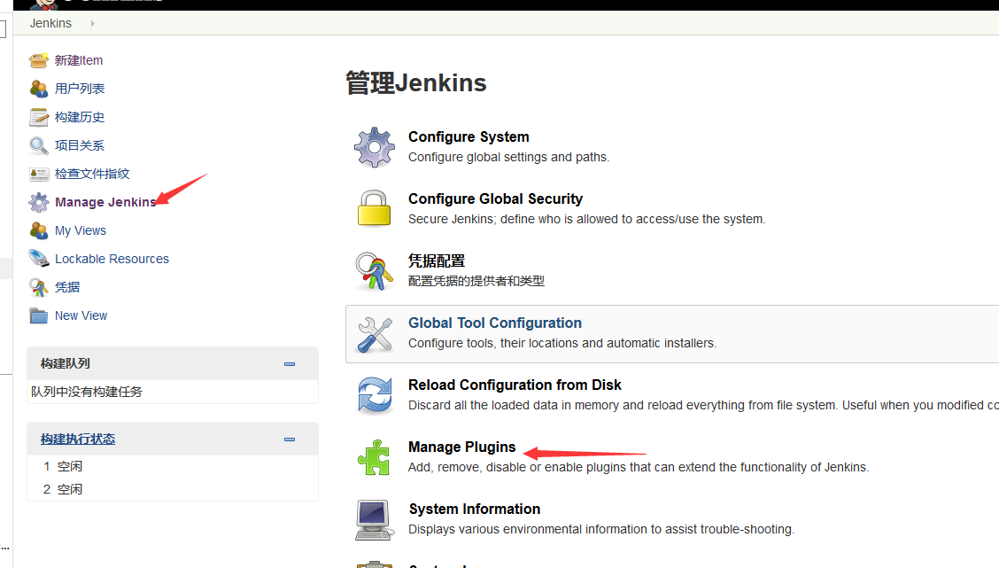 Jenkins
新建Item
用户列表
构建历史
项目关系
检查文件指纹
Manage Jenkins
My Views
Lockable Resources
凭据
New View
构建队列
队列中没有构建任务
构建执行状态
1 空闲
2 空闲
...
管理Jenkins
Configure System
Configure global settings and paths.
Configure Global Security
Secure Jenkins; define who is allowed to access/use the system.
凭据配置
配置凭据的提供者和类型
Global Tool Configuration
Configure tools, their locations and automatic installers.
Reload Configuration from Disk
Discard all the loaded data in memory and reload everything from file system. Useful when you modified co
Manage Plugins
Add, remove, disable or enable plugins that can extend the functionality of Jenkins.
System Information
Displays various environmental information to assist trouble-shooting.